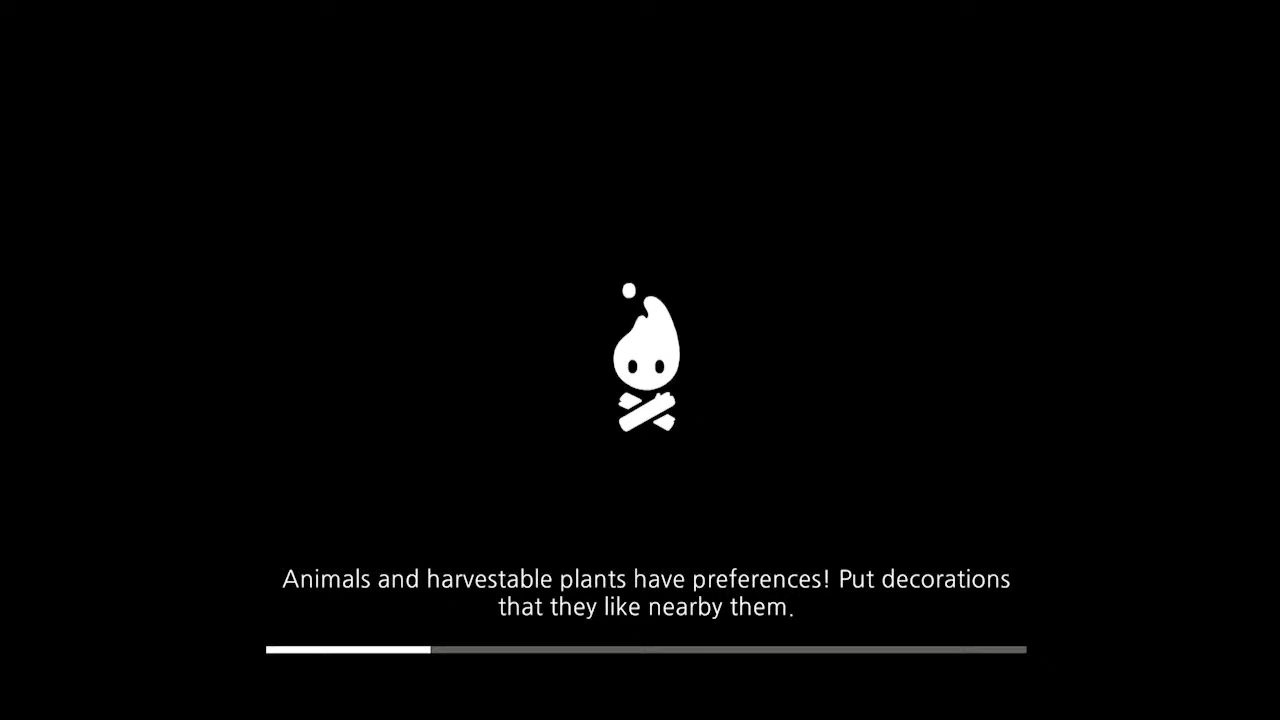 Animals and harvestable plants have preferences! Put decorations
that they like nearby them.